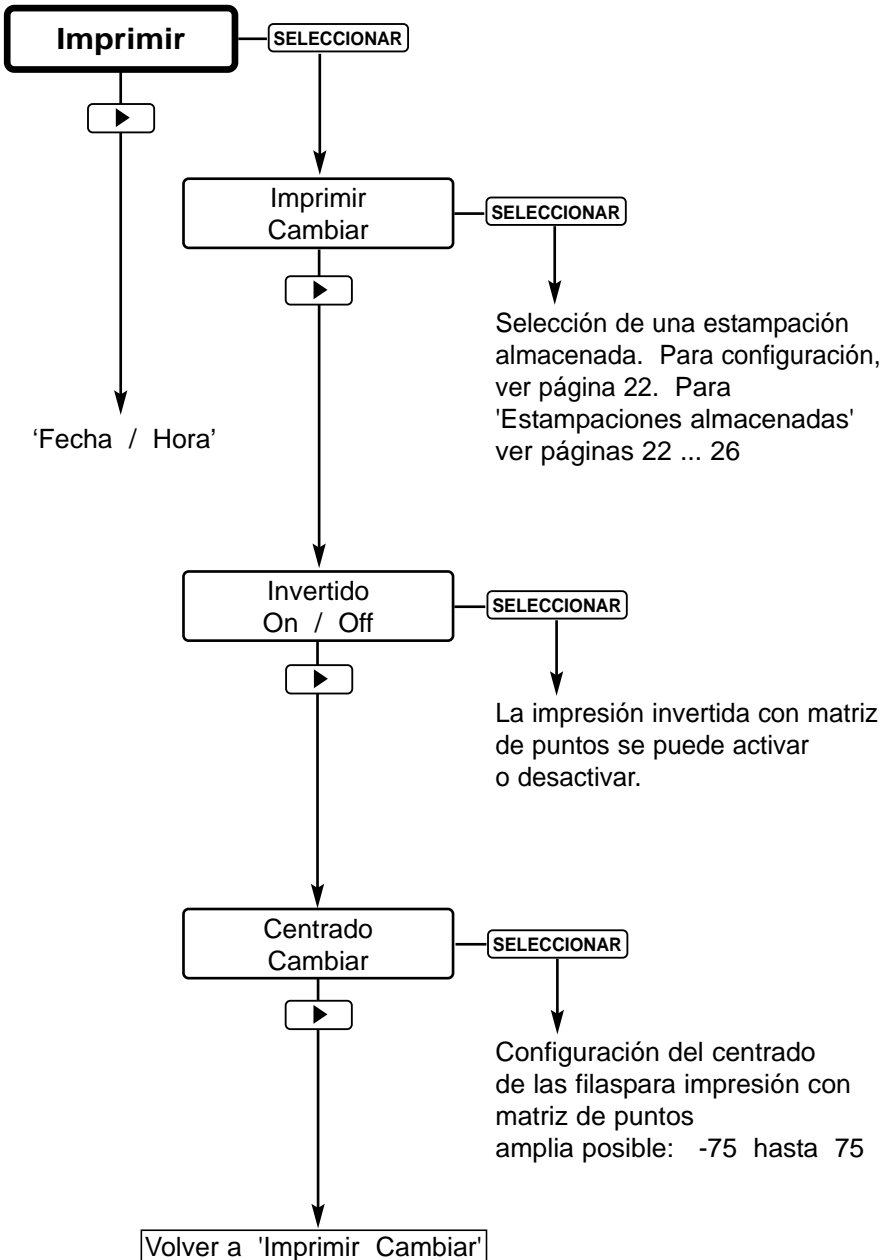 Imprimir
SELECCIONAR
Imprimir
Cambiar
SELECCIONAR
Selección de una estampación
almacenada.  Para configuración,
ver página 22.  Para
'Estampaciones almacenadas'
ver páginas 22 ... 26
‘Fecha  /  Hora’
Invertido
On  /  Off
SELECCIONAR
La impresión invertida con matriz
de puntos se puede activar
o desactivar.
Centrado
Cambiar
SELECCIONAR
Configuración del centrado
de las filaspara impresión con
matriz de puntos
amplia posible:   -75  hasta  75
Volver a  'Imprimir  Cambiar'